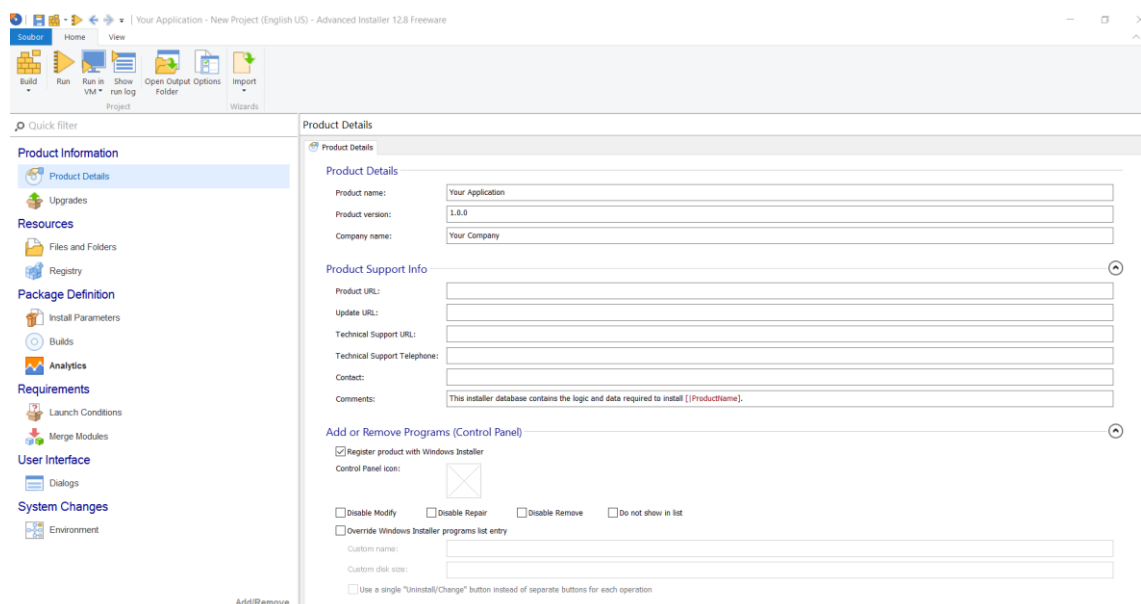 Your Application - New Project (English US) - Advanced Installer 12.8 Freeware
Soubor Home View
Build Run Run in VM Show run log Open Output Folder Options Import
Project Wizards
Quick filter
Product Information
Product Details
Upgrades
Resources
Files and Folders
Registry
Package Definition
Install Parameters
Builds
Analytics
Requirements
Launch Conditions
Merge Modules
User Interface
Dialogs
System Changes
Environment
Add/Remove
Product Details
Product Details
Product Details
Product name: Your Application
Product version: 1.0.0
Company name: Your Company
Product Support Info
Product URL:
Update URL:
Technical Support URL:
Technical Support Telephone:
Contact:
Comments: This installer database contains the logic and data required to install [|ProductName].
Add or Remove Programs (Control Panel)
Register product with Windows Installer
Control Panel icon:
Disable Modify Disable Repair Disable Remove Do not show in list
Override Windows Installer programs list entry
Custom name:
Custom disk size:
Use a single "Uninstall/Change" button instead of separate buttons for each operation